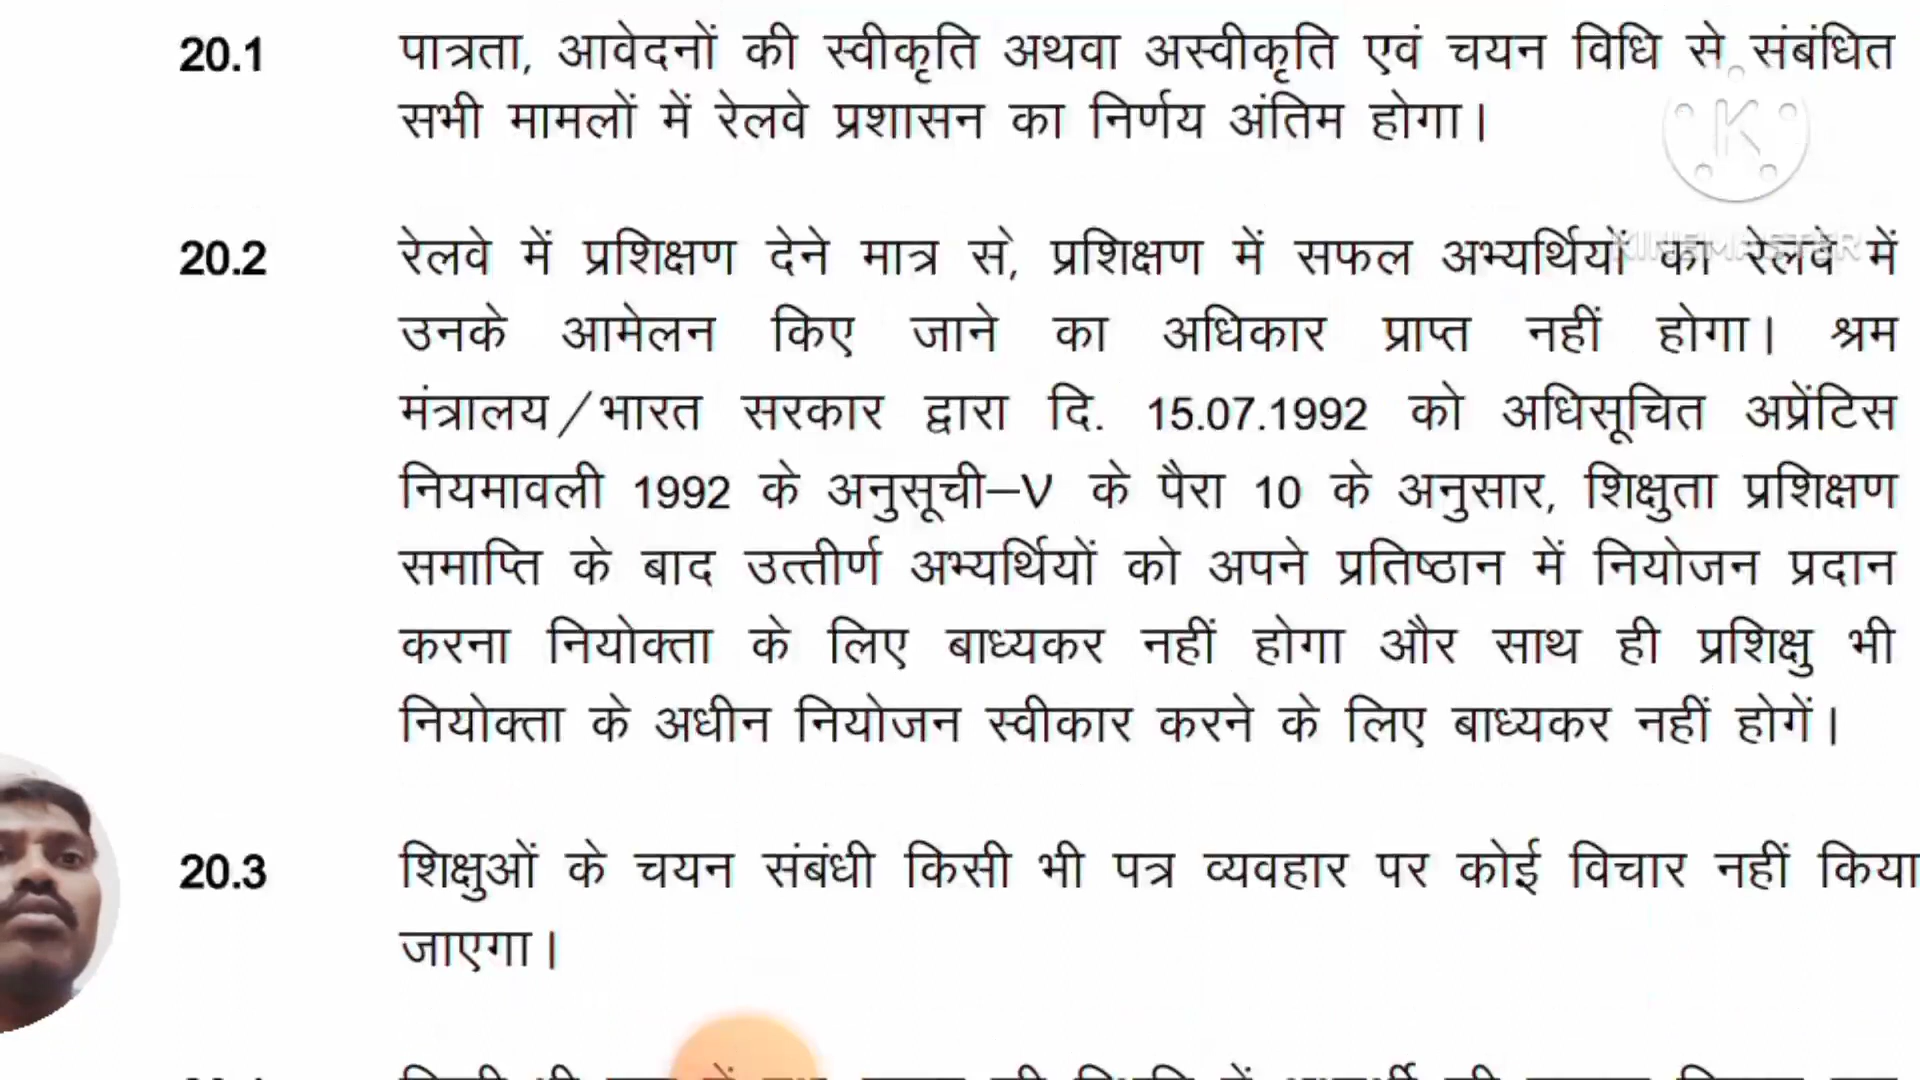 20.1 पात्रता, आवेदनों की स्वीकृति अथवा अस्वीकृति एवं चयन विधि से संबंधित
सभी मामलों में रेलवे प्रशासन का निर्णय अंतिम होगा।
K
KINEMASTER
20.2 रेलवे में प्रशिक्षण देने मात्र से, प्रशिक्षण में सफल अभ्यर्थियों का रेलवे में
उनके आमेलन किए जाने का अधिकार प्राप्त नहीं होगा। श्रम
मंत्रालय/भारत सरकार द्वारा दि. 15.07.1992 को अधिसूचित अप्रेंटिस
नियमावली 1992 के अनुसूची–V के पैरा 10 के अनुसार, शिक्षुता प्रशिक्षण
समाप्ति के बाद उत्तीर्ण अभ्यर्थियों को अपने प्रतिष्ठान में नियोजन प्रदान
करना नियोक्ता के लिए बाध्यकर नहीं होगा और साथ ही प्रशिक्षु भी
नियोक्ता के अधीन नियोजन स्वीकार करने के लिए बाध्यकर नहीं होगें।
20.3 शिक्षुओं के चयन संबंधी किसी भी पत्र व्यवहार पर कोई विचार नहीं किया
जाएगा।